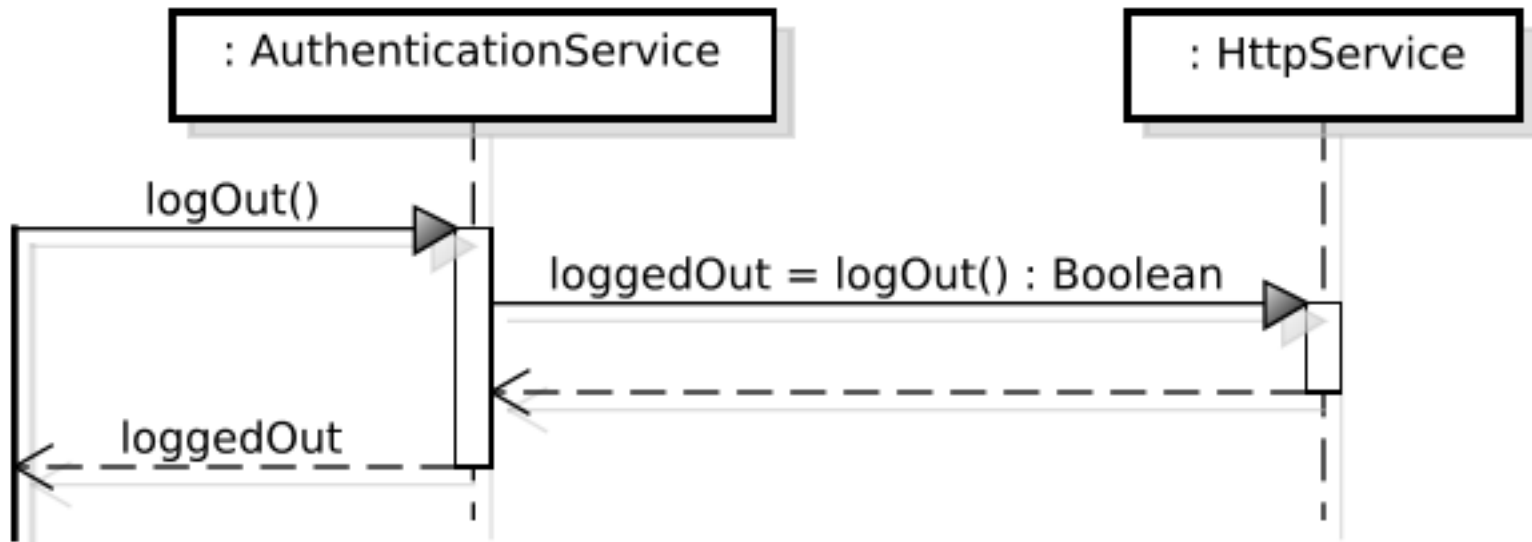 : AuthenticationService
: HttpService
logOut()
loggedOut = logOut() : Boolean
loggedOut